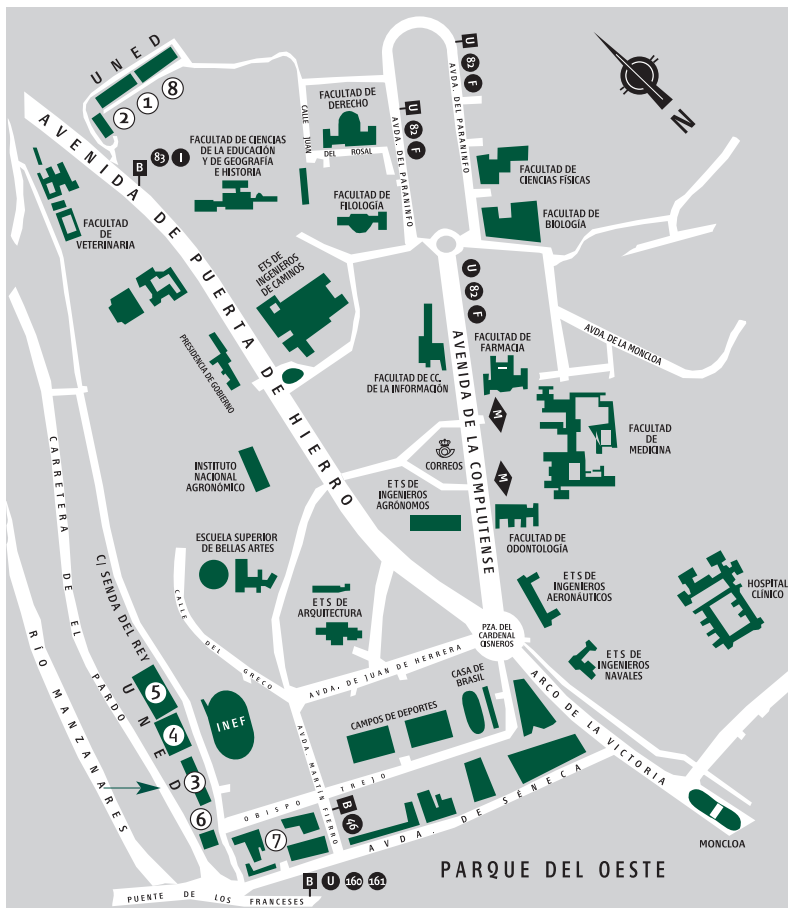 UNED
8
1
2
AVENIDA DE PUERTA DE HIERRO
B 83 I
FACULTAD DE CIENCIAS
DE LA EDUCACIÓN
Y DE GEOGRAFÍA
E HISTORIA
FACULTAD
DE
VETERINARIA
CALLE JUAN
DEL ROSAL
FACULTAD DE
DERECHO
FACULTAD DE
FILOLOGÍA
U 82 F
AVDA. DEL PARANINFO
U 82 F
AVDA. DEL PARANINFO
N
FACULTAD DE
CIENCIAS FÍSICAS
FACULTAD DE
BIOLOGÍA
ETS DE
INGENIEROS
DE CAMINOS
PRESIDENCIA DE GOBIERNO
U 82 F
AVENIDA DE LA COMPLUTENSE
FACULTAD DE
FARMACIA
AVDA. DE LA MONCLOA
FACULTAD DE CC.
DE LA INFORMACIÓN
M
FACULTAD
DE
MEDICINA
CORREOS
M
INSTITUTO
NACIONAL
AGRONÓMICO
E T S DE
INGENIEROS
AGRÓNOMOS
FACULTAD DE
ODONTOLOGÍA
ESCUELA SUPERIOR
DE BELLAS ARTES
E T S DE
ARQUITECTURA
E T S DE
INGENIEROS
AERONÁUTICOS
HOSPITAL
CLÍNICO
PZA. DEL
CARDENAL
CISNEROS
E T S DE
INGENIEROS
NAVALES
CARRETERA DE EL PARDO
C/ SENDA DEL REY
RÍO MANZANARES
CALLE DEL GRECO
AVDA. DE JUAN DE HERRERA
CASA DE
BRASIL
ARCO DE LA VICTORIA
UNED
5
4
3
6
INEF
CAMPOS DE DEPORTES
AVDA. MARTÍN FIERRO
OBISPO TREJO
B 46
7
AVDA. DE SÉNECA
MONCLOA
PARQUE DEL OESTE
PUENTE DE LOS FRANCESES
B U 160 161